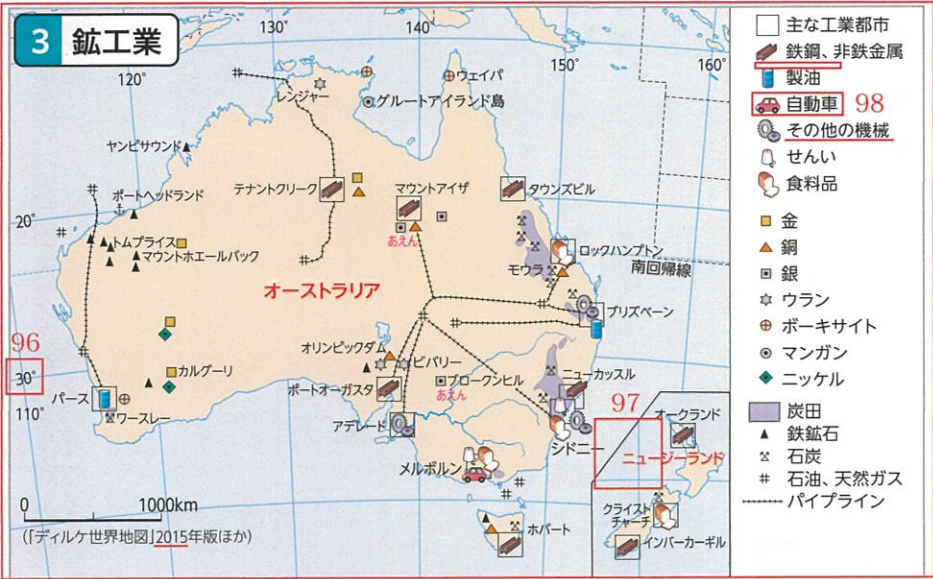 3 鉱工業
120°
130°
140°
150°
160°
レンジャー
ウェイパ
グルートアイランド島
ヤンピサウンド
ポートヘッドランド
テナントクリーク
マウントアイザ
タウンズビル
20°
あえん
トムプライス
マウントホエールバック
ロックハンプトン
モウラ
南回帰線
オーストラリア
ブリズベーン
96
オリンピックダム
ビバリー
30°
カルグーリ
ポートオーガスタ
ブロークンヒル
あえん
ニューカッスル
パース
110°
ワースレー
アデレード
97
シドニー
オークランド
ニュージーランド
メルボルン
クライスト
チャーチ
ホバート
インバーカーギル
0 1000km
(「ディルケ世界地図」2015年版ほか)
主な工業都市
鉄鋼、非鉄金属
製油
自動車 98
その他の機械
せんい
食料品
金
銅
銀
ウラン
ボーキサイト
マンガン
ニッケル
炭田
鉄鉱石
石炭
石油、天然ガス
パイプライン